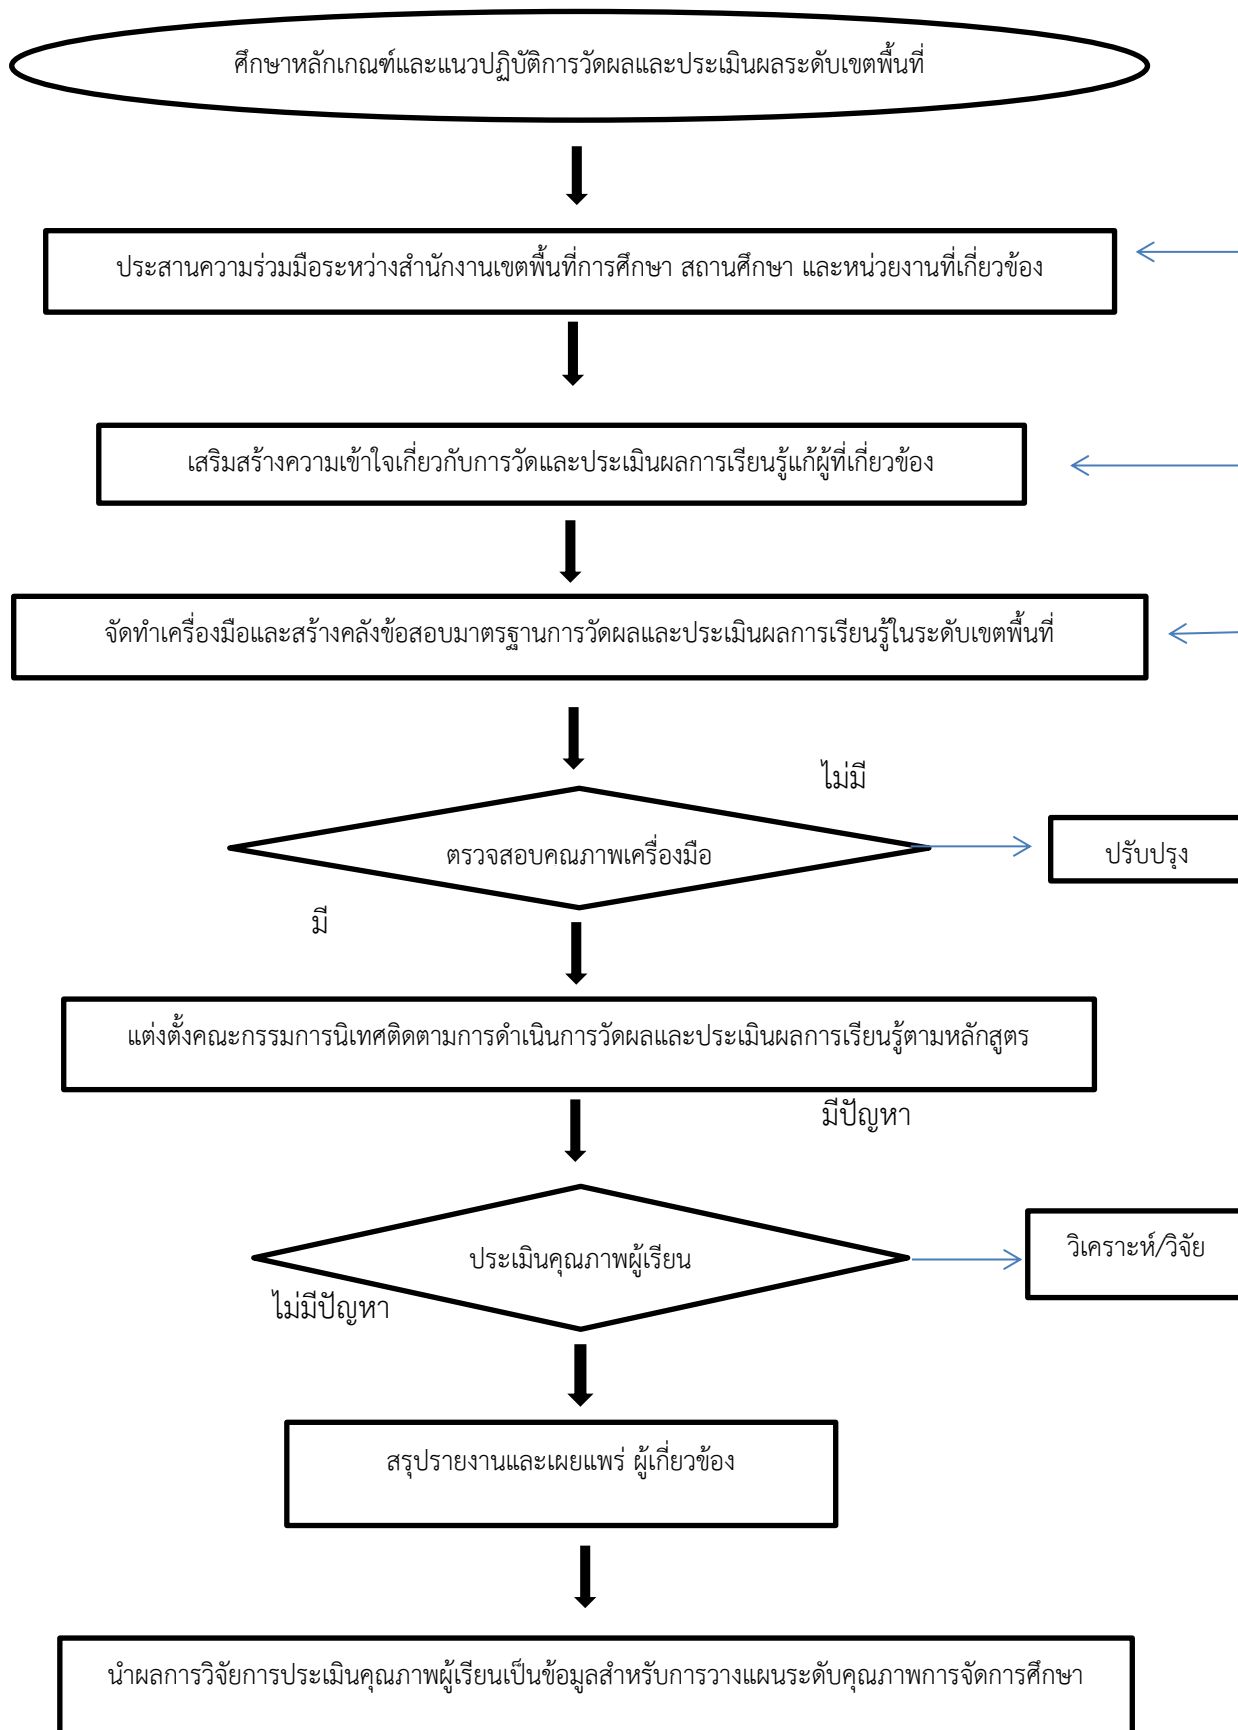 ศึกษาหลักเกณฑ์และแนวปฏิบัติการวัดผลและประเมินผลระดับเขตพื้นที่
ประสานความร่วมมือระหว่างสำนักงานเขตพื้นที่การศึกษา สถานศึกษา และหน่วยงานที่เกี่ยวข้อง
เสริมสร้างความเข้าใจเกี่ยวกับการวัดและประเมินผลการเรียนรู้แก้ผู้ที่เกี่ยวข้อง
จัดทำเครื่องมือและสร้างคลังข้อสอบมาตรฐานการวัดผลและประเมินผลการเรียนรู้ในระดับเขตพื้นที่
ไม่มี
ตรวจสอบคณภาพเครื่องมือ
ปรับปรุง
มี
แต่งตั้งคณะกรรมการนิเทศติดตามการดำเนินการวัดผลและประเมินผลการเรียนรู้ตามหลักสูตร
มีปัญหา
ประเมินคุณภาพผู้เรียน
วิเคราะห์/วิจัย
ไม่มีปัญหา
สรุปรายงานและเผยแพร่ ผู้เกี่ยวข้อง
นำผลการวิจัยการประเมินคุณภาพผู้เรียนเป็นข้อมูลสำหรับการวางแผนระดับคุณภาพการจัดการศึกษา